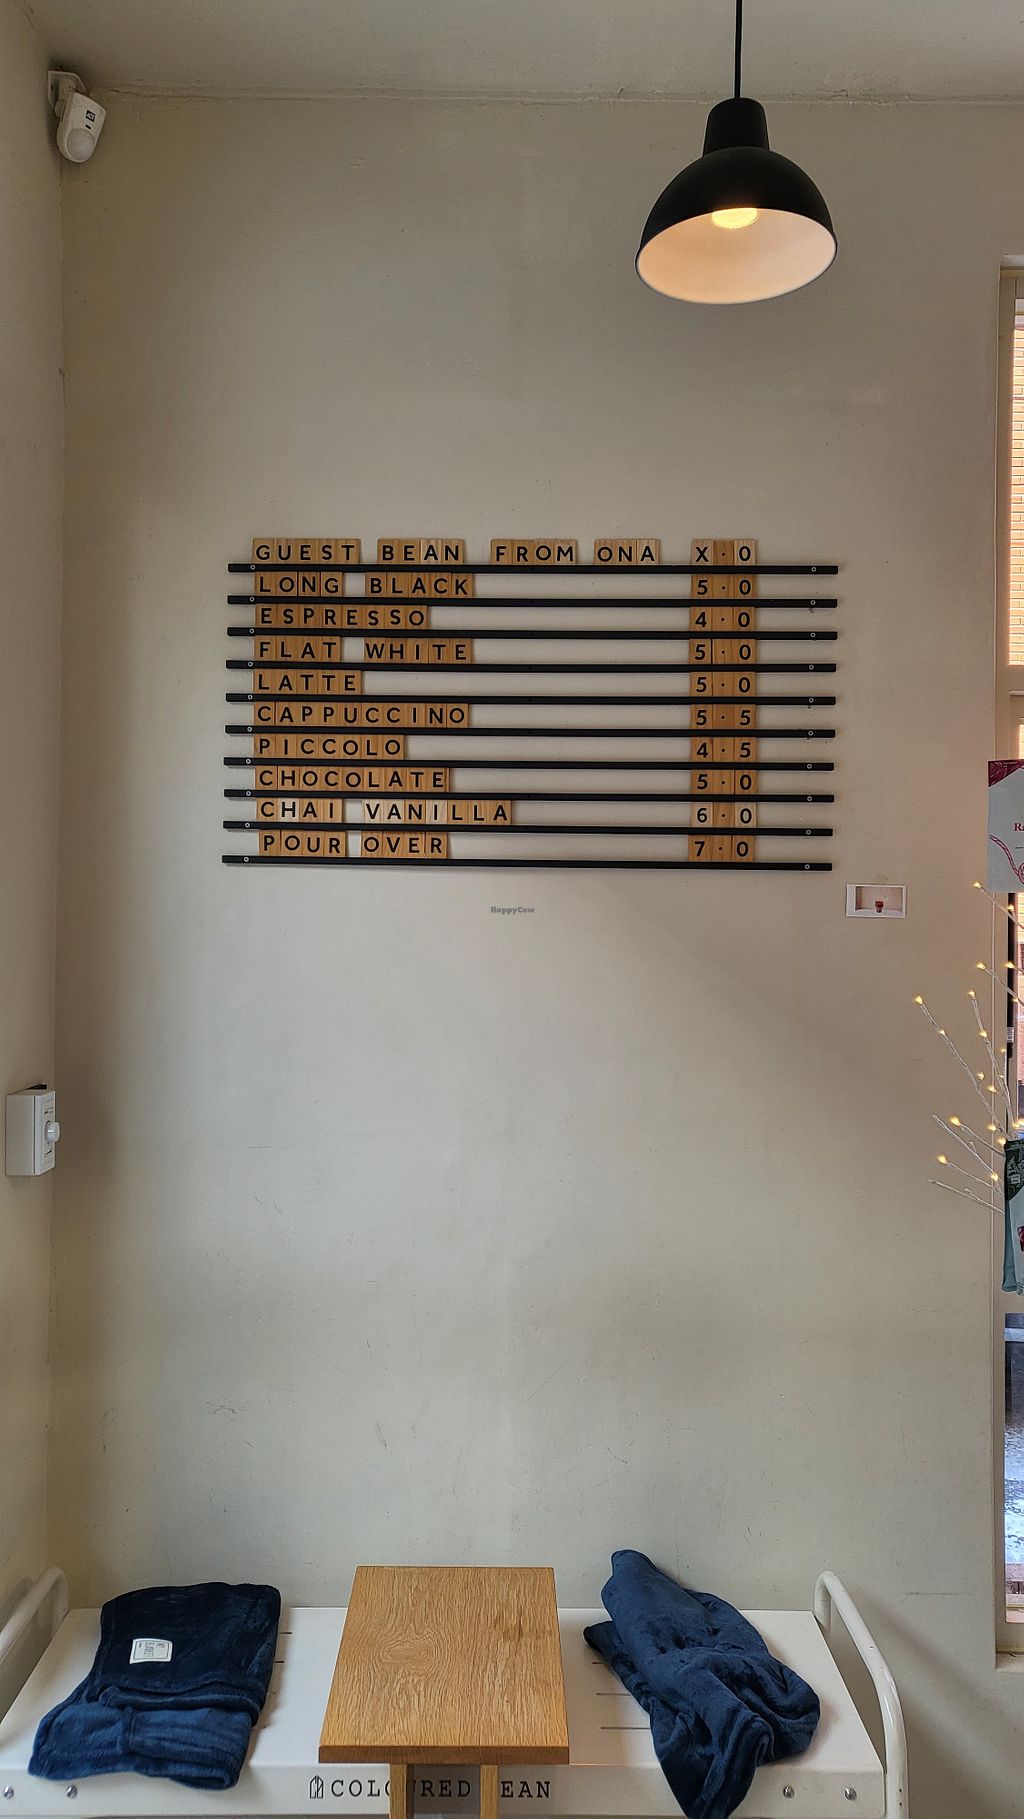 GUEST BEAN FROM ONA X·0
LONG BLACK 5·0
ESPRESSO 4·0
FLAT WHITE 5·0
LATTE 5·0
CAPPUCCINO 5·5
PICCOLO 4·5
CHOCOLATE 5·0
CHAI VANILLA 6·0
POUR OVER 7·0
HappyCow